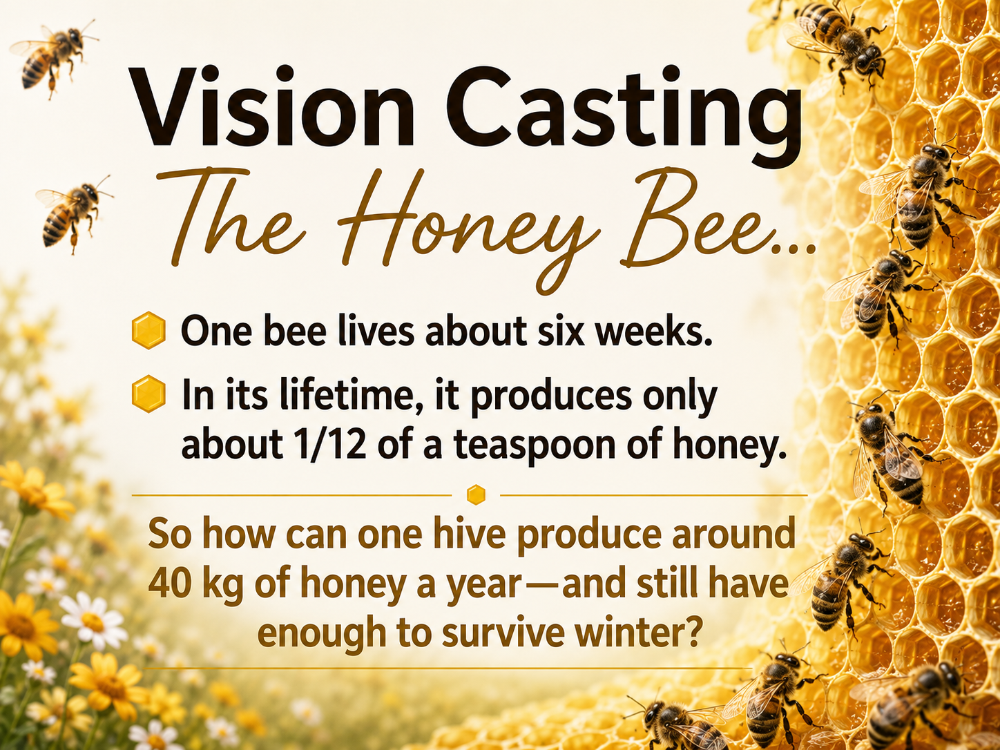 Vision Casting
The Honey Bee...
One bee lives about six weeks.
In its lifetime, it produces only
about 1/12 of a teaspoon of honey.
So how can one hive produce around
40 kg of honey a year—and still have
enough to survive winter?